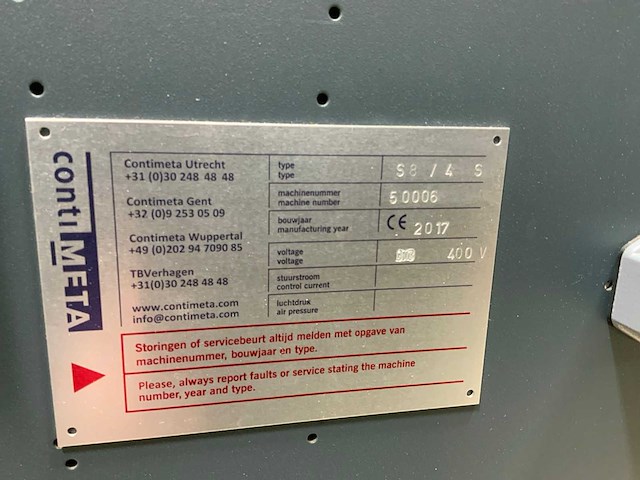 conti META
Contimeta Utrecht
+31 (0)30 248 48 48
Contimeta Gent
+32 (0)9 253 05 09
Contimeta Wuppertal
+49 (0)202 94 7090 85
TBVerhagen
+31(0)30 248 48 48
www.contimeta.com
info@contimeta.com
type
type
S8 / 4 S
machinenummer
machine number
50006
bouwjaar
manufacturing year
CE 2017
voltage
voltage
400 V
stuurstroom
control current
luchtdruk
air pressure
Storingen of servicebeurt altijd melden met opgave van
machinenummer, bouwjaar en type.
Please, always report faults or service stating the machine
number, year and type.